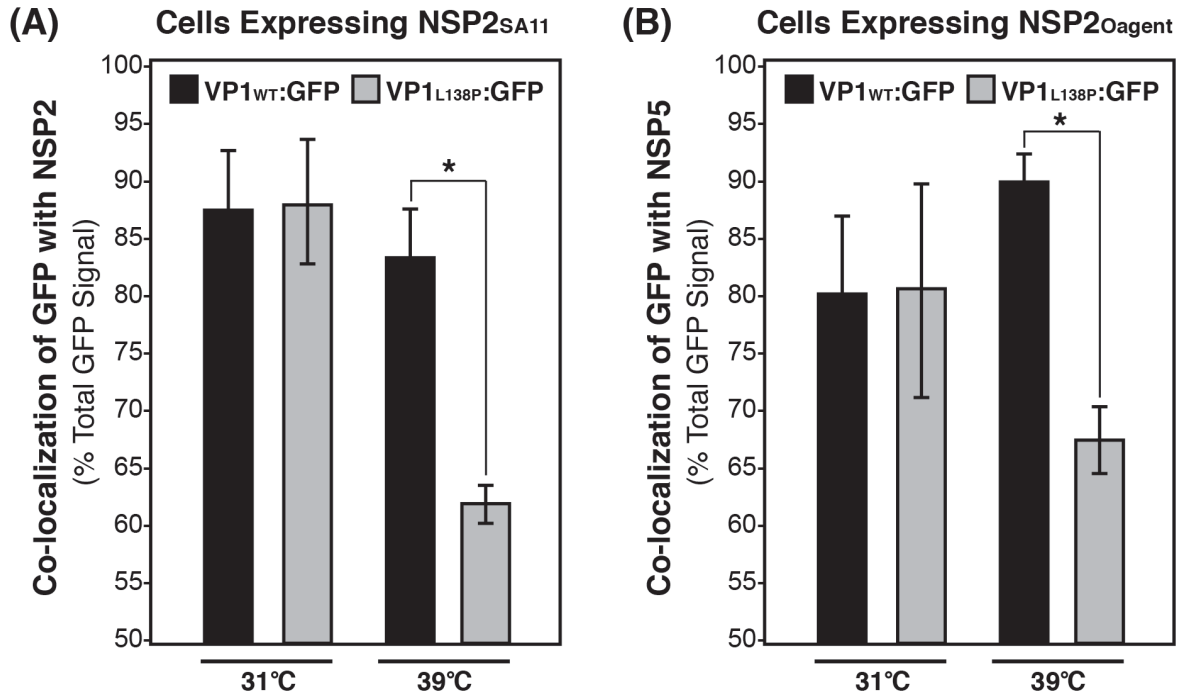 (A) Cells Expressing NSP2SA11
VP1WT:GFP VP1L138P:GFP
Co-localization of GFP with NSP2
(% Total GFP Signal)
100
95
90
85
80
75
70
65
60
55
50
*
31°C 39°C
(B) Cells Expressing NSP2Oagent
VP1WT:GFP VP1L138P:GFP
Co-localization of GFP with NSP5
(% Total GFP Signal)
100
95
90
85
80
75
70
65
60
55
50
*
31°C 39°C